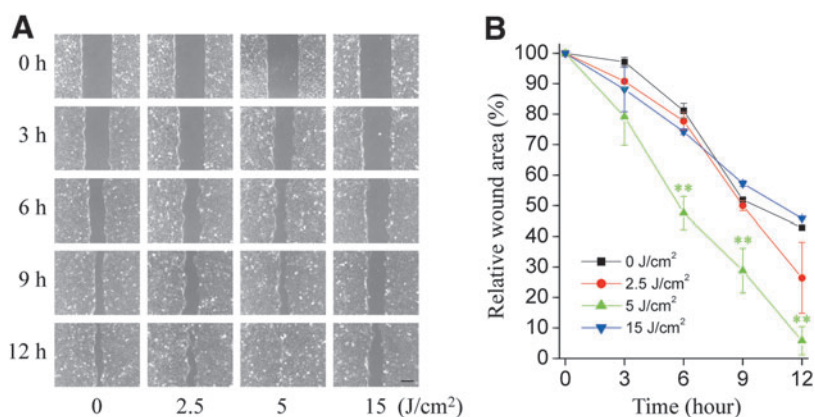 A
0 h
3 h
6 h
9 h
12 h
0 2.5 5 15 (J/cm²)
B
Relative wound area (%)
100
90
80
70
60
50
40
30
20
10
0
**
**
**
0 J/cm²
2.5 J/cm²
5 J/cm²
15 J/cm²
0 3 6 9 12
Time (hour)